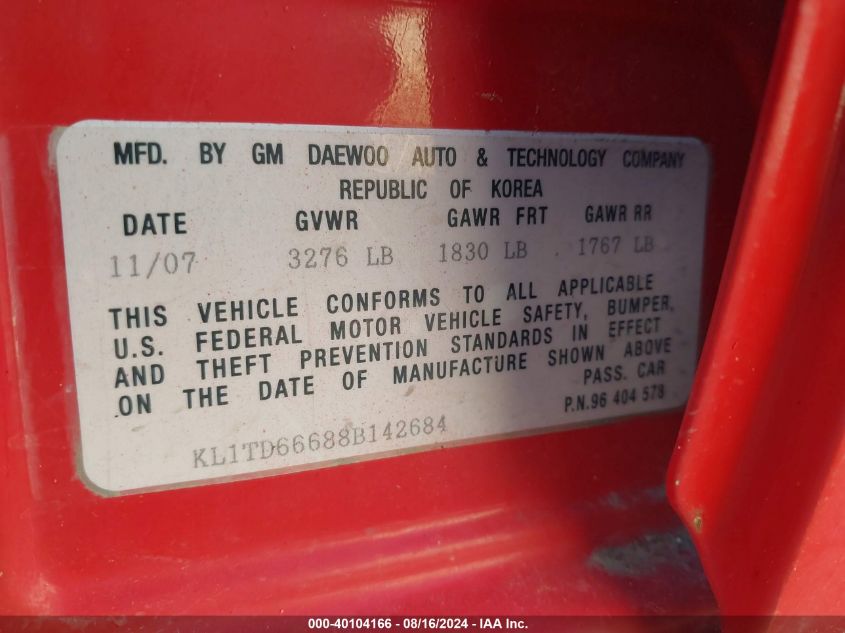 MFD. BY GM DAEWOO AUTO & TECHNOLOGY COMPANY
REPUBLIC OF KOREA
DATE GVWR GAWR FRT GAWR RR
11/07 3276 LB 1830 LB 1767 LB
THIS VEHICLE CONFORMS TO ALL APPLICABLE
U.S. FEDERAL MOTOR VEHICLE SAFETY, BUMPER,
AND THEFT PREVENTION STANDARDS IN EFFECT
ON THE DATE OF MANUFACTURE SHOWN ABOVE
PASS. CAR
P.N.96 404 578
KL1TD66688B142684
000-40104166 - 08/16/2024 - IAA Inc.